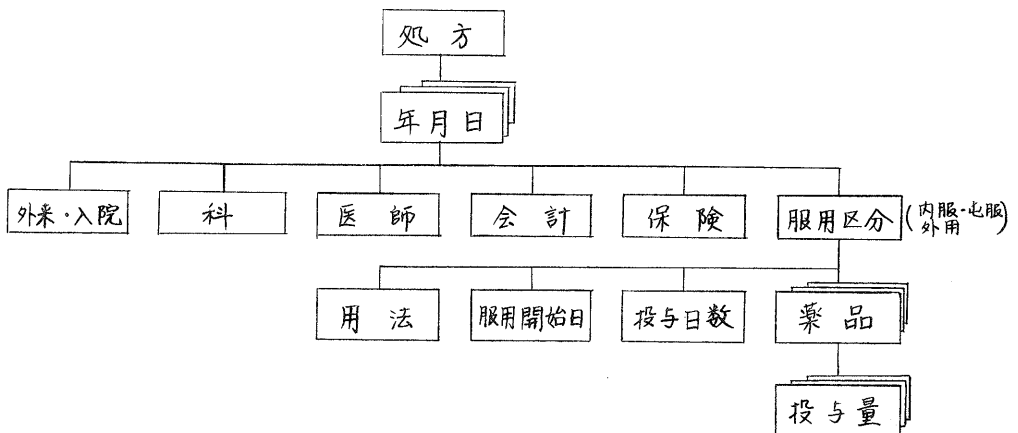 処方
年月日
外来・入院
科
医師
会計
保険
服用区分
(内服・屯服
外用)
用法
服用開始日
投与日数
薬品
投与量